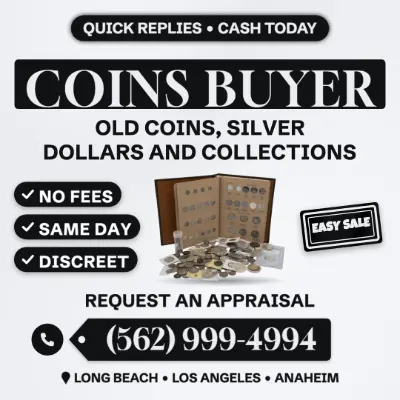 QUICK REPLIES • CASH TODAY
COINS BUYER
OLD COINS, SILVER
DOLLARS AND COLLECTIONS
NO FEES
SAME DAY
DISCREET
EASY SALE
REQUEST AN APPRAISAL
(562) 999-4994
LONG BEACH • LOS ANGELES • ANAHEIM